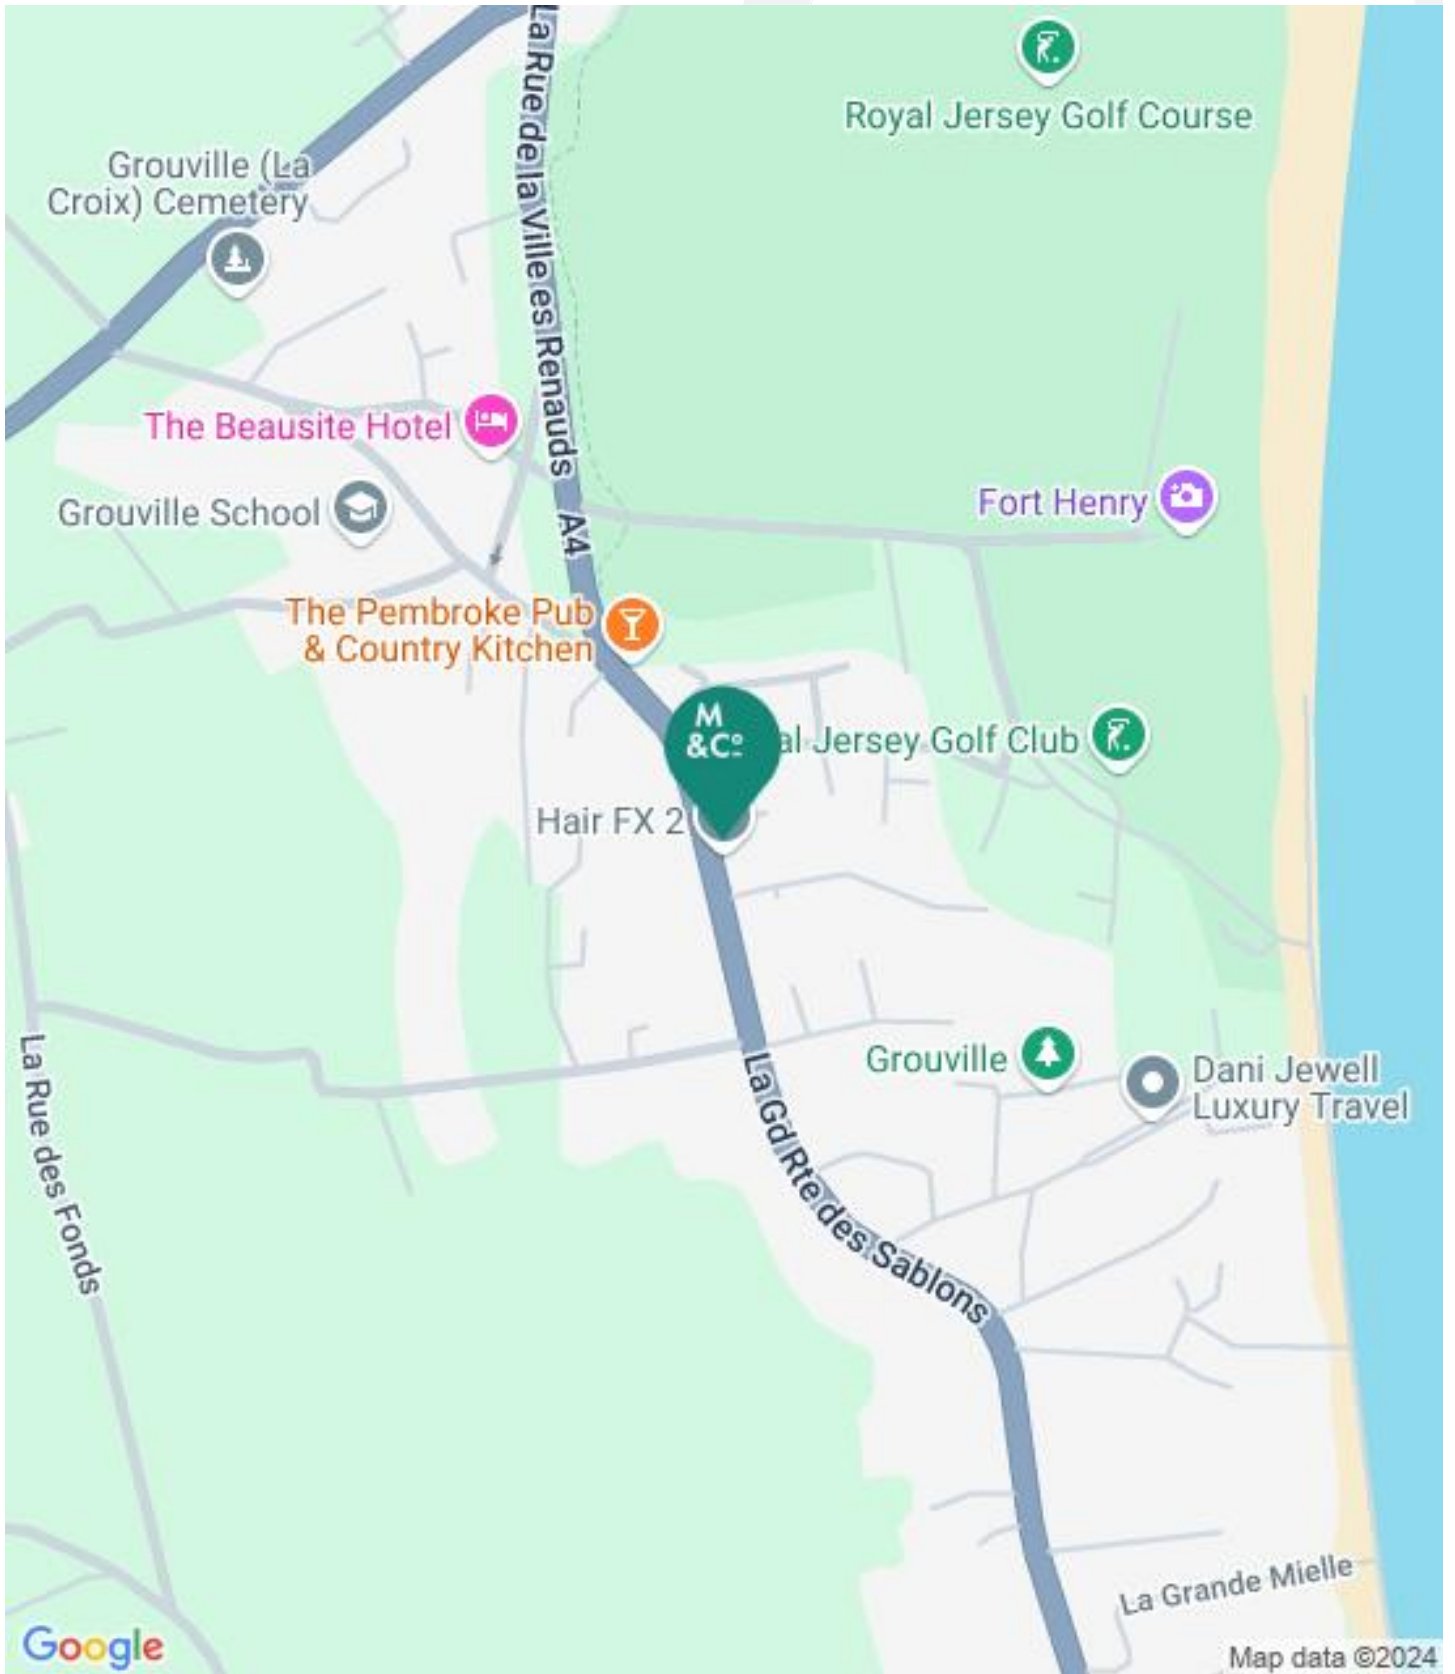 La Rue de la Ville es Renauds
Royal Jersey Golf Course
Grouville (La
Croix) Cemetery
The Beausite Hotel
Grouville School
Fort Henry
A4
The Pembroke Pub
& Country Kitchen
M
&Co
al Jersey Golf Club
Hair FX 2
La Rue des Fonds
La Gd Rte des Sablons
Grouville
Dani Jewell
Luxury Travel
La Grande Mielle
Google
Map data ©2024